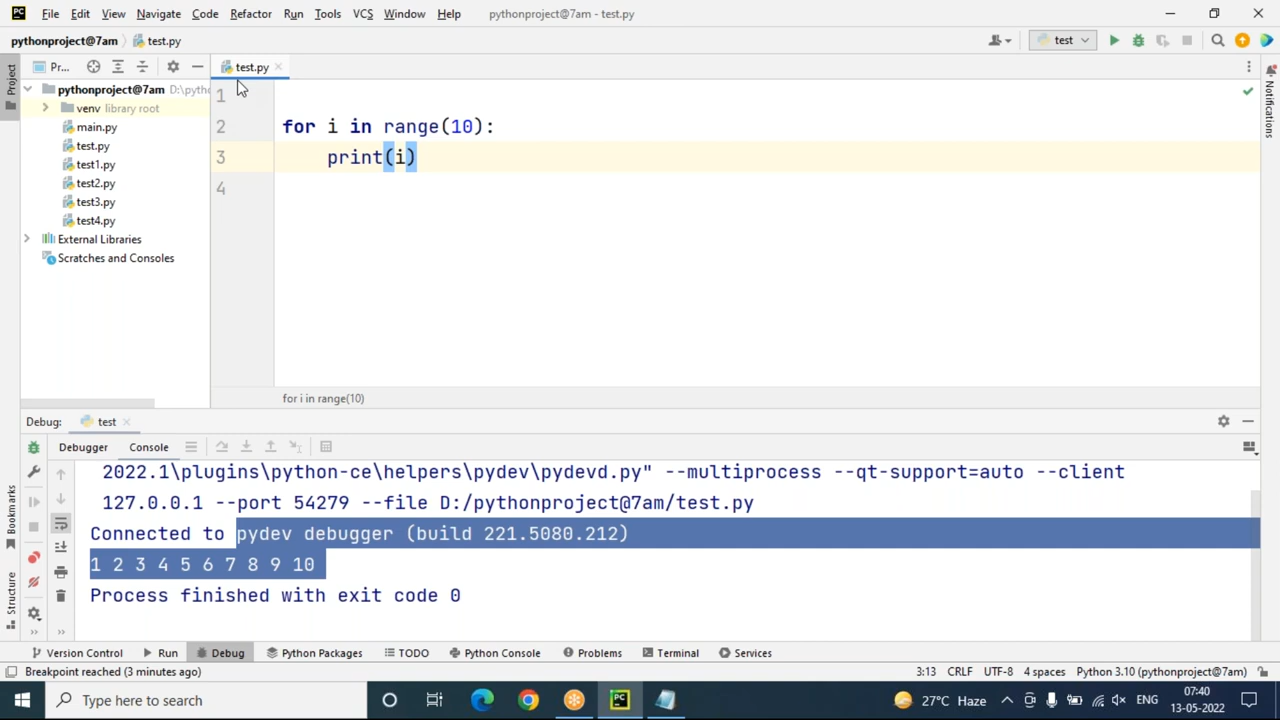 PC File Edit View Navigate Code Refactor Run Tools VCS Window Help pythonproject@7am - test.py
pythonproject@7am test.py test
Project
Pr... test.py
pythonproject@7am D:\pytho
venv library root
main.py
test.py
test1.py
test2.py
test3.py
test4.py
External Libraries
Scratches and Consoles
1
2 for i in range(10):
3 print(i)
4
for i in range(10)
Notifications
Debug: test
Debugger Console
2022.1\plugins\python-ce\helpers\pydev\pydevd.py" --multiprocess --qt-support=auto --client
127.0.0.1 --port 54279 --file D:/pythonproject@7am/test.py
Connected to pydev debugger (build 221.5080.212)
1 2 3 4 5 6 7 8 9 10
Process finished with exit code 0
Bookmarks
Structure
Version Control Run Debug Python Packages TODO Python Console Problems Terminal Services
Breakpoint reached (3 minutes ago) 3:13 CRLF UTF-8 4 spaces Python 3.10 (pythonproject@7am)
Type here to search PC 27°C Haze ENG 07:40
13-05-2022